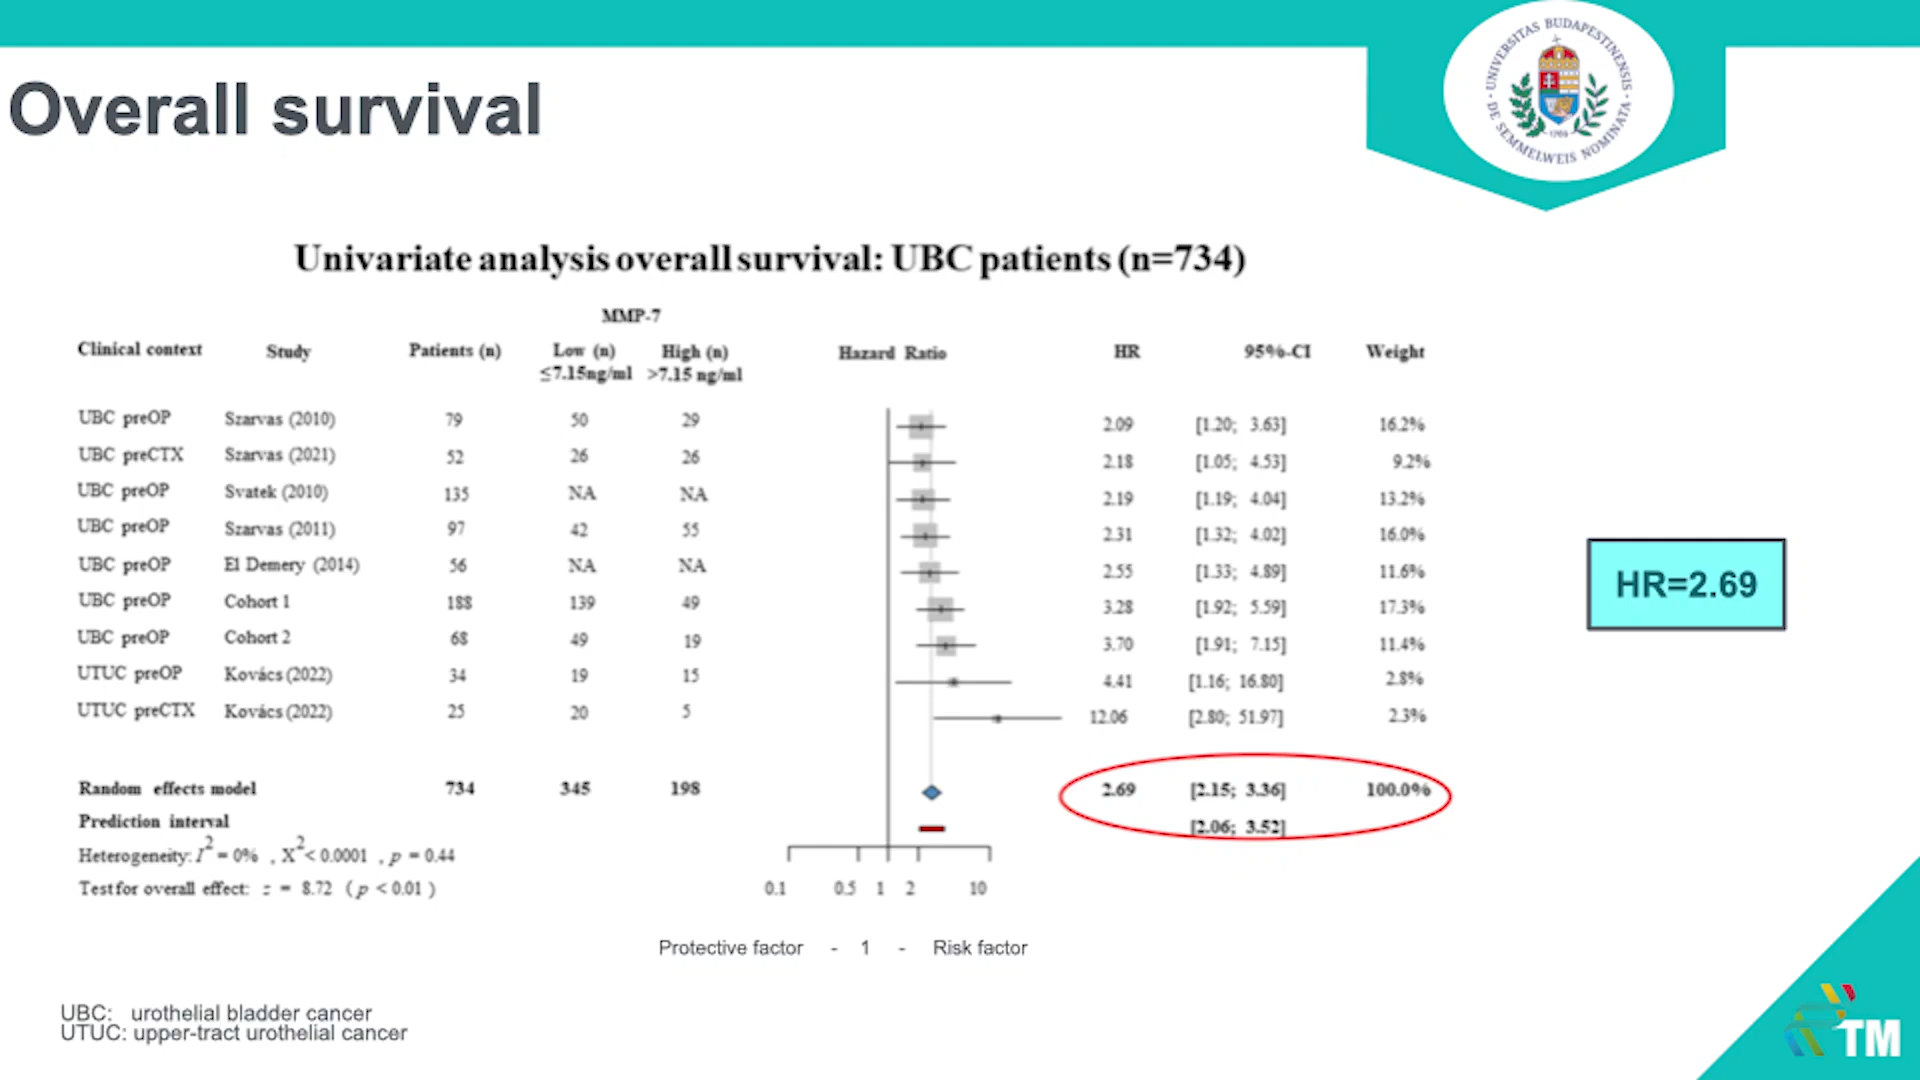 Overall survival
UNIVERSITAS BUDAPESTINENSIS
DE SEMMELWEIS NOMINATA
1769
Univariate analysis overall survival: UBC patients (n=734)
MMP-7
Clinical context Study Patients (n) Low (n) High (n) Hazard Ratio HR 95%-CI Weight
≤7.15ng/ml >7.15 ng/ml
UBC preOP Szarvas (2010) 79 50 29 2.09 [1.20; 3.63] 16.2%
UBC preCTX Szarvas (2021) 52 26 26 2.18 [1.05; 4.53] 9.2%
UBC preOP Svatek (2010) 135 NA NA 2.19 [1.19; 4.04] 13.2%
UBC preOP Szarvas (2011) 97 42 55 2.31 [1.32; 4.02] 16.0%
UBC preOP El Demery (2014) 56 NA NA 2.55 [1.33; 4.89] 11.6%
UBC preOP Cohort 1 188 139 49 3.28 [1.92; 5.59] 17.3%
UBC preOP Cohort 2 68 49 19 3.70 [1.91; 7.15] 11.4%
UTUC preOP Kovács (2022) 34 19 15 4.41 [1.16; 16.80] 2.8%
UTUC preCTX Kovács (2022) 25 20 5 12.06 [2.80; 51.97] 2.3%
Random effects model 734 345 198 2.69 [2.15; 3.36] 100.0%
Prediction interval [2.06; 3.52]
Heterogeneity: I² = 0% , X² < 0.0001 , p = 0.44
Test for overall effect: z = 8.72 ( p < 0.01 )
0.1 0.5 1 2 10
Protective factor - 1 - Risk factor
HR=2.69
UBC: urothelial bladder cancer
UTUC: upper-tract urothelial cancer
TM